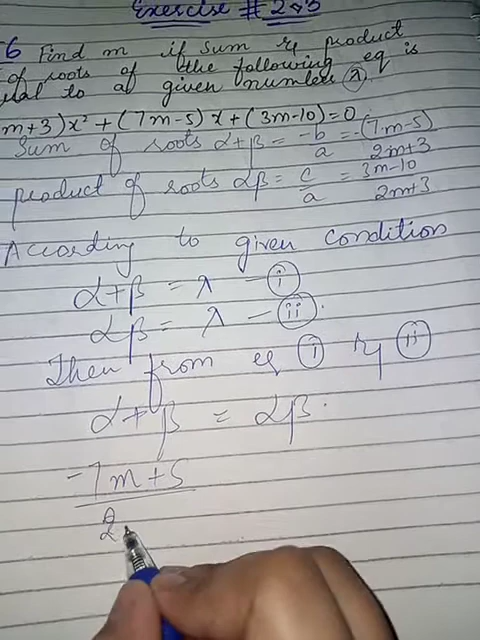 Exercise # 2.3
6 Find m if sum & product
of roots of the following eq is
to a given number λ.
m+3)x² + (7m-5)x + (3m-10) = 0.
Sum of roots α+β = -b/a = -(7m-5)/2m+3
product of roots αβ = c/a = 3m-10/2m+3
According to given condition
α+β = λ - (i)
αβ = λ - (ii).
Then from eq (i) & (ii)
α+β = αβ.
-7m+5
2